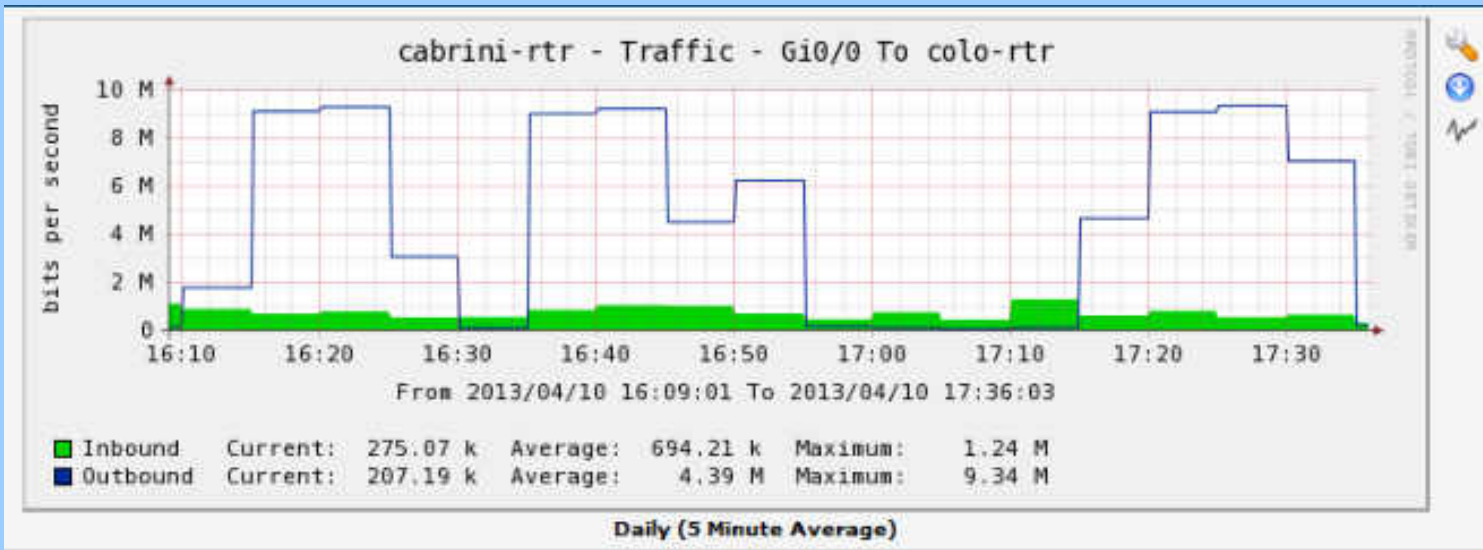 cabrini-rtr - Traffic - Gi0/0 To colo-rtr
bits per second
10 M
8 M
6 M
4 M
2 M
0
16:10 16:20 16:30 16:40 16:50 17:00 17:10 17:20 17:30
From 2013/04/10 16:09:01 To 2013/04/10 17:36:03
Inbound Current: 275.07 k Average: 694.21 k Maximum: 1.24 M
Outbound Current: 207.19 k Average: 4.39 M Maximum: 9.34 M
RRDTOOL / TOBI OETIKER
Daily (5 Minute Average)